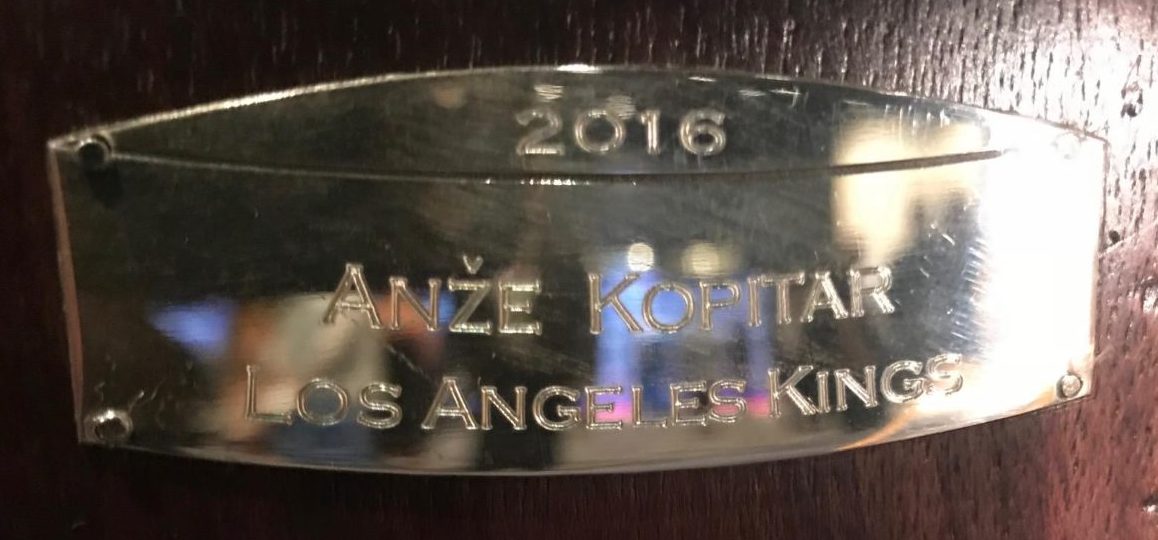 2016
ANŽE KOPITAR
LOS ANGELES KINGS